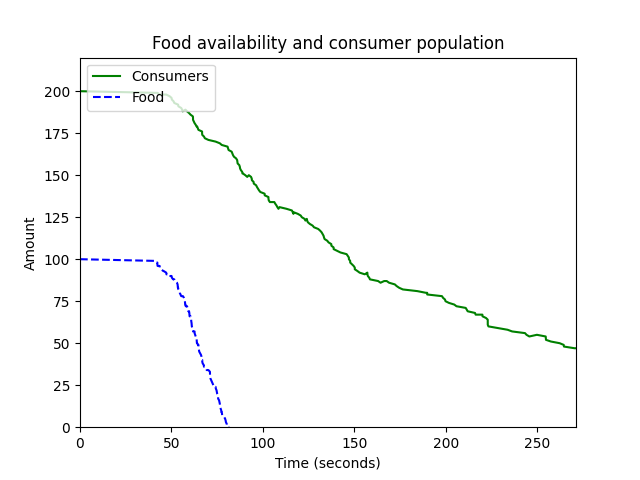 Food availability and consumer population
Consumers
Food
200
175
150
125
100
75
50
25
0
Amount
0 50 100 150 200 250
Time (seconds)